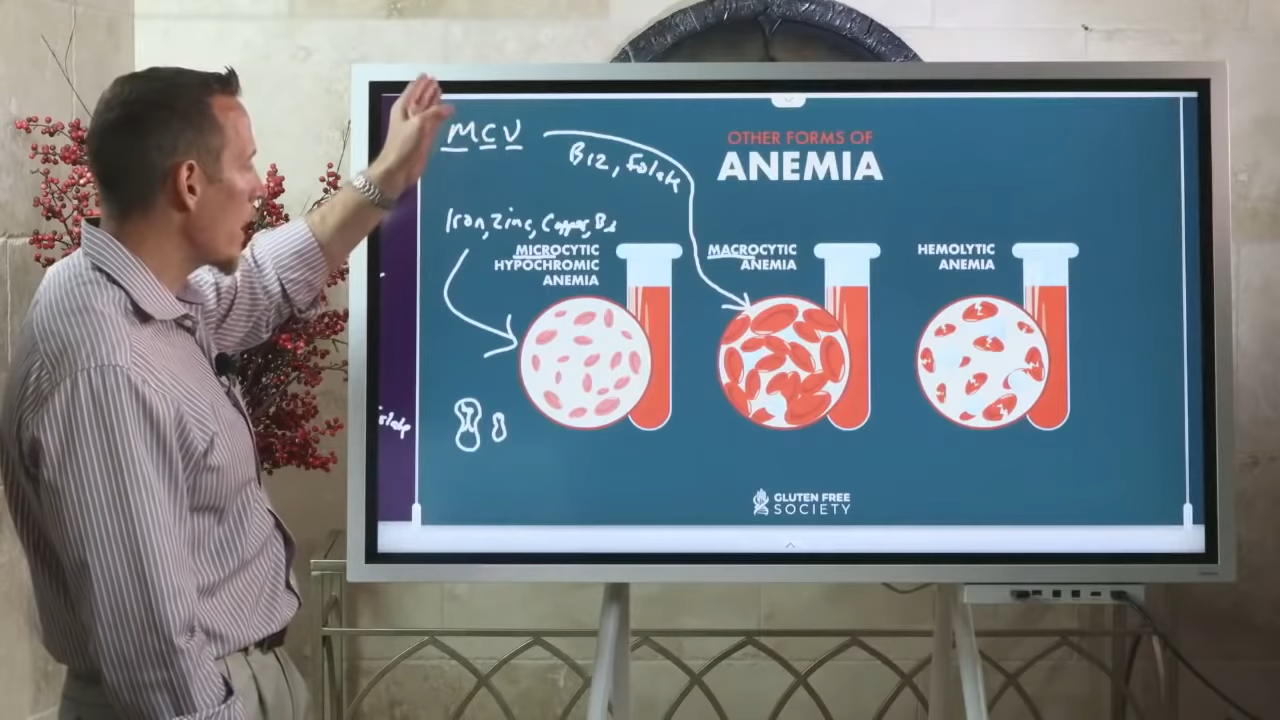 MCV
B12, Folate
OTHER FORMS OF
ANEMIA
Iron, Zinc, Copper, B6
MICROCYTIC
HYPOCHROMIC
ANEMIA
MACROCYTIC
ANEMIA
HEMOLYTIC
ANEMIA
GLUTEN FREE
SOCIETY